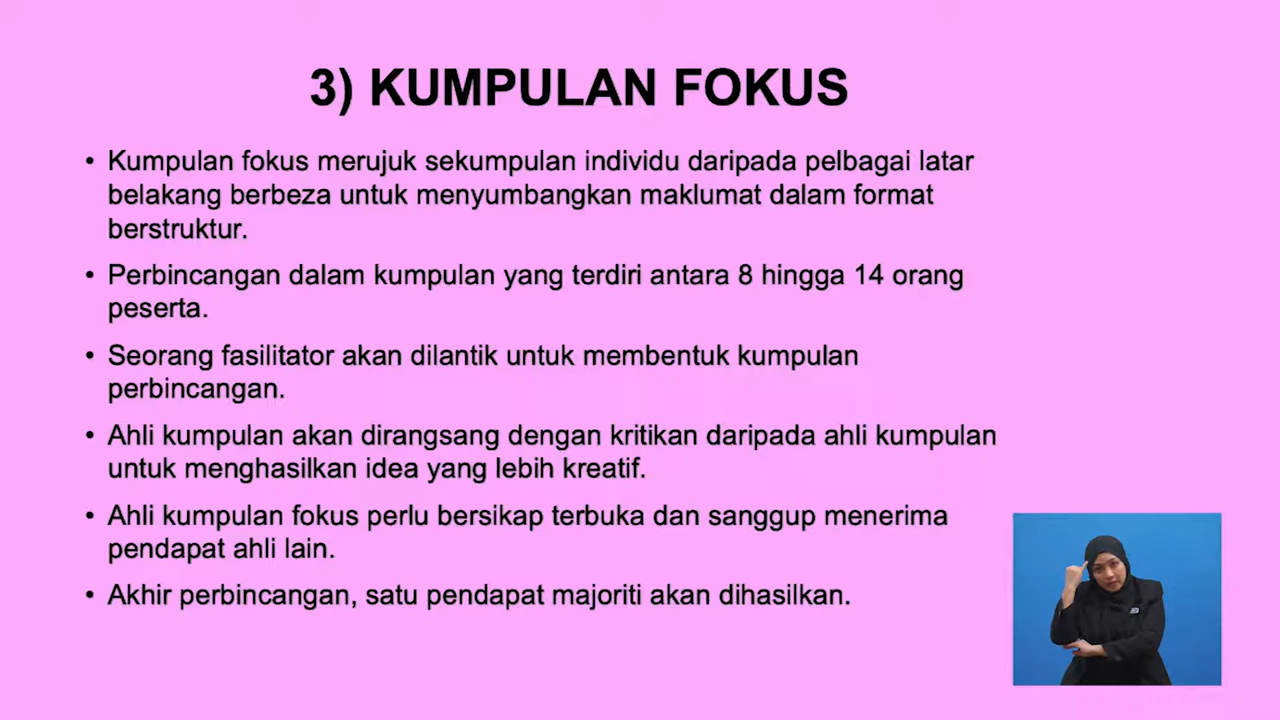 3) KUMPULAN FOKUS
• Kumpulan fokus merujuk sekumpulan individu daripada pelbagai latar
belakang berbeza untuk menyumbangkan maklumat dalam format
berstruktur.
• Perbincangan dalam kumpulan yang terdiri antara 8 hingga 14 orang
peserta.
• Seorang fasilitator akan dilantik untuk membentuk kumpulan
perbincangan.
• Ahli kumpulan akan dirangsang dengan kritikan daripada ahli kumpulan
untuk menghasilkan idea yang lebih kreatif.
• Ahli kumpulan fokus perlu bersikap terbuka dan sanggup menerima
pendapat ahli lain.
• Akhir perbincangan, satu pendapat majoriti akan dihasilkan.